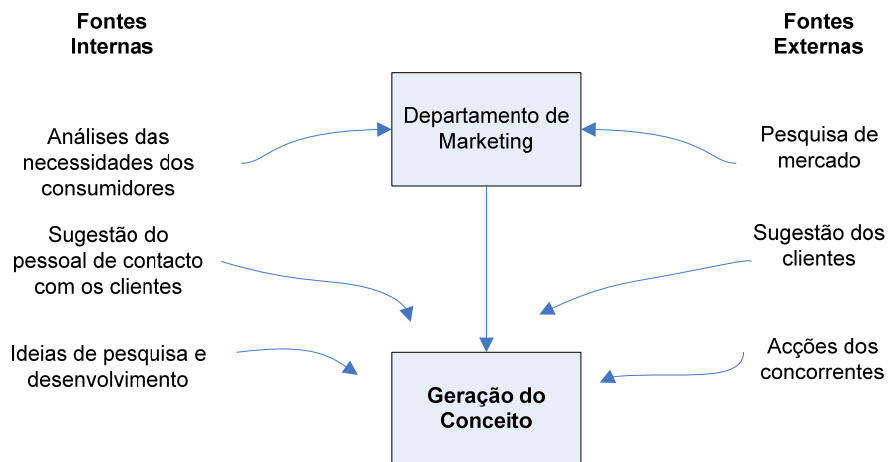 Fontes
Internas
Fontes
Externas
Departamento de
Marketing
Análises das
necessidades dos
consumidores
Pesquisa de
mercado
Sugestão do
pessoal de contacto
com os clientes
Sugestão dos
clientes
Ideias de pesquisa e
desenvolvimento
Acções dos
concorrentes
Geração do
Conceito